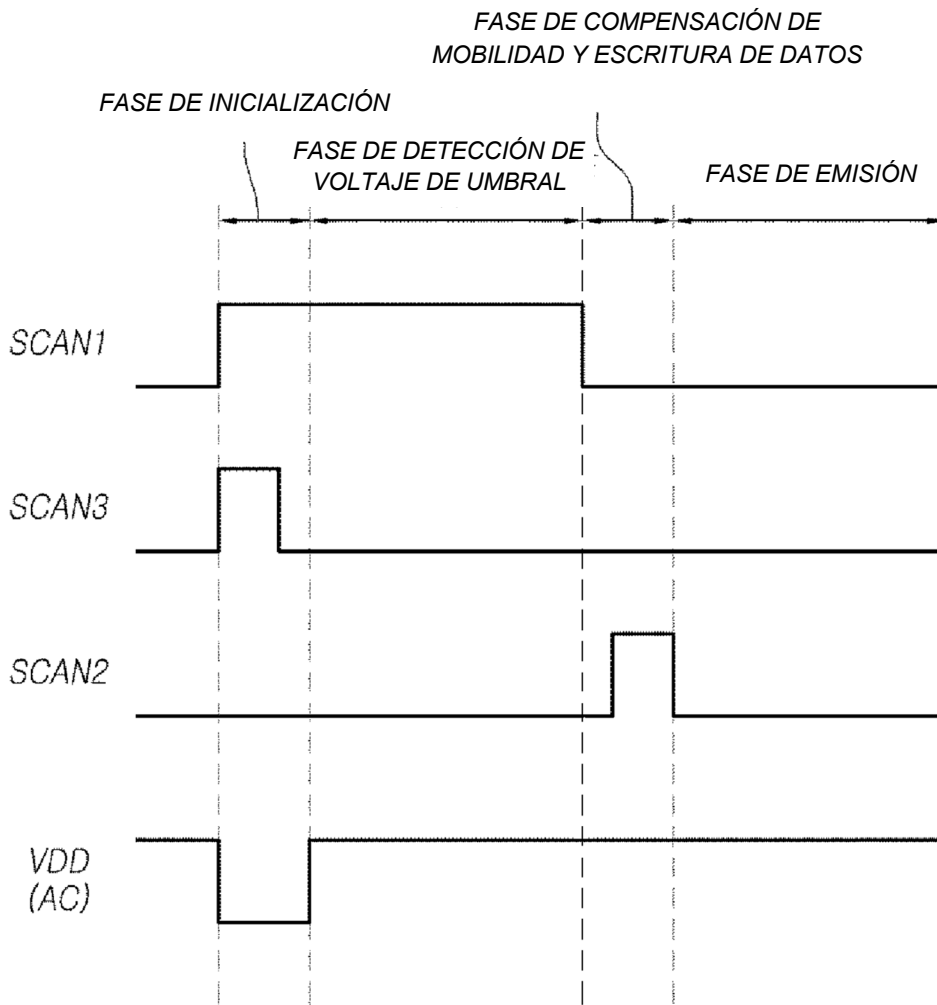 FASE DE COMPENSACIÓN DE
MOBILIDAD Y ESCRITURA DE DATOS
FASE DE INICIALIZACIÓN
FASE DE DETECCIÓN DE
VOLTAJE DE UMBRAL
FASE DE EMISIÓN
SCAN1
SCAN3
SCAN2
VDD
(AC)